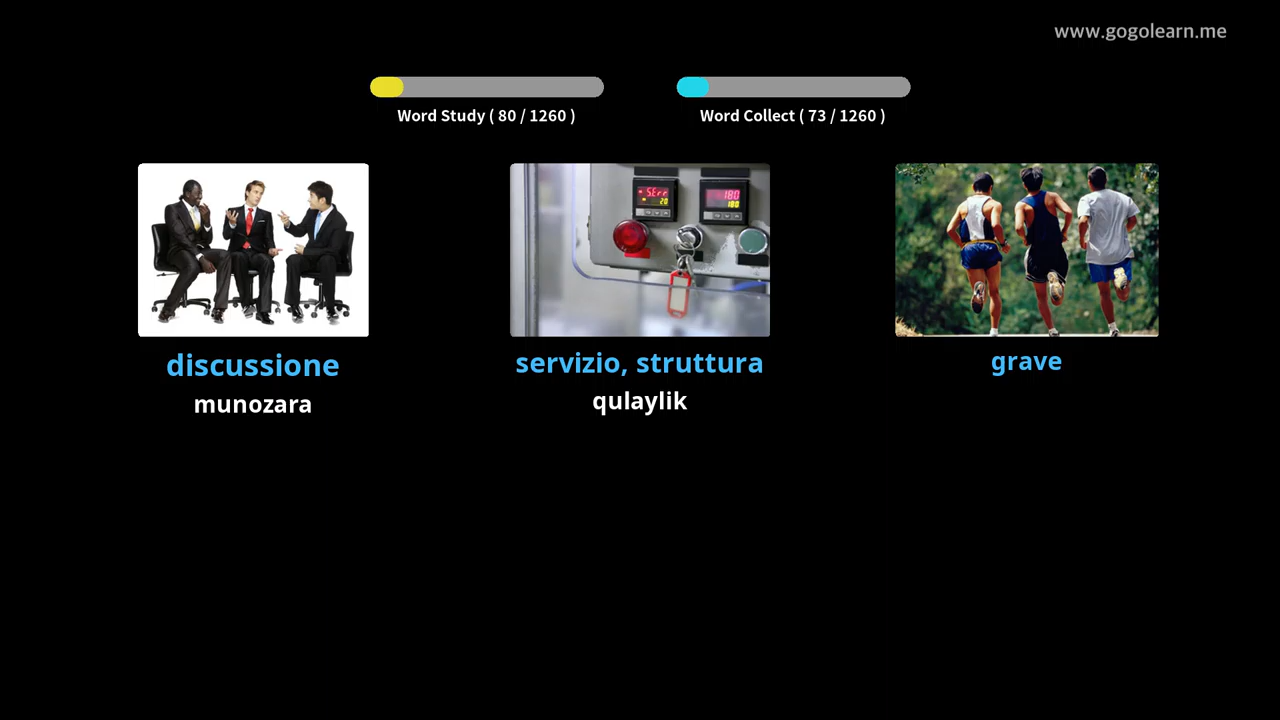 www.gogolearn.me
Word Study ( 80 / 1260 )
Word Collect ( 73 / 1260 )
discussione
munozara
servizio, struttura
qulaylik
grave